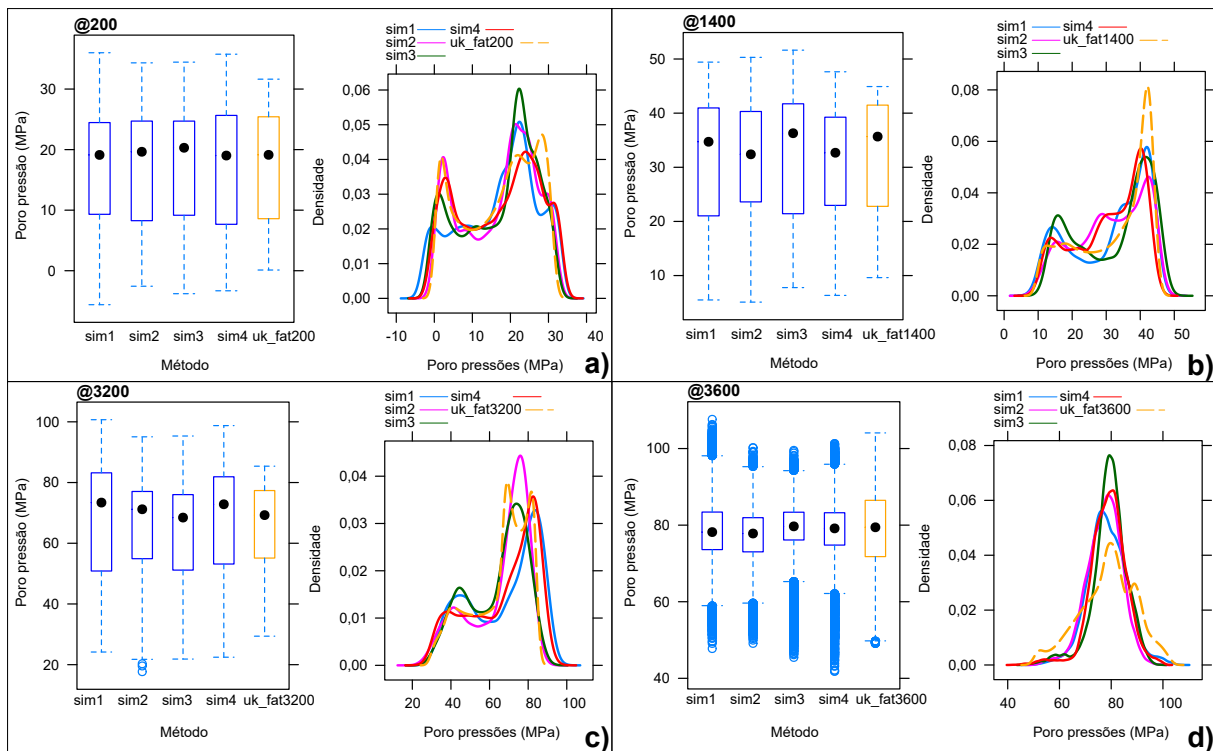 @200
sim1 sim4
sim2 uk_fat200
sim3
Poro pressão (MPa)
30
20
10
0
sim1 sim2 sim3 sim4 uk_fat200
Método
Densidade
0,06
0,05
0,04
0,03
0,02
0,01
0,00
-10 0 10 20 30 40
Poro pressões (MPa)
a)
@1400
sim1 sim4
sim2 uk_fat1400
sim3
Poro pressão (MPa)
50
40
30
20
10
sim1 sim2 sim3 sim4 uk_fat1400
Método
Densidade
0,08
0,06
0,04
0,02
0,00
0 10 20 30 40 50
Poro pressões (MPa)
b)
@3200
sim1 sim4
sim2 uk_fat3200
sim3
Poro pressão (MPa)
100
80
60
40
20
sim1 sim2 sim3 sim4 uk_fat3200
Método
Densidade
0,04
0,03
0,02
0,01
0,00
20 40 60 80 100
Poro pressões (MPa)
c)
@3600
sim1 sim4
sim2 uk_fat3600
sim3
Poro pressão (MPa)
100
80
60
40
sim1 sim2 sim3 sim4 uk_fat3600
Método
Densidade
0,08
0,06
0,04
0,02
0,00
40 60 80 100
Poro pressões (MPa)
d)